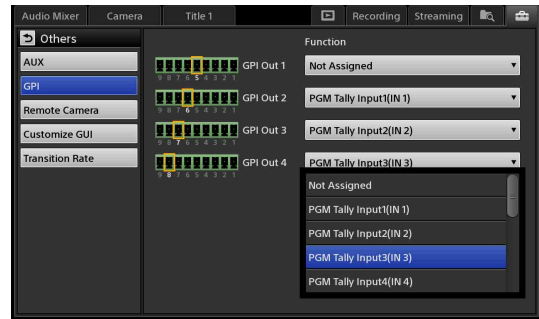 Audio Mixer Camera Title 1 Recording Streaming
Others
Function
AUX
GPI
Remote Camera
Customize GUI
Transition Rate
GPI Out 1 Not Assigned
9 8 7 6 5 4 3 2 1
GPI Out 2 PGM Tally Input1(IN 1)
9 8 7 6 5 4 3 2 1
GPI Out 3 PGM Tally Input2(IN 2)
9 8 7 6 5 4 3 2 1
GPI Out 4 PGM Tally Input3(IN 3)
9 8 7 6 5 4 3 2 1
Not Assigned
PGM Tally Input1(IN 1)
PGM Tally Input2(IN 2)
PGM Tally Input3(IN 3)
PGM Tally Input4(IN 4)